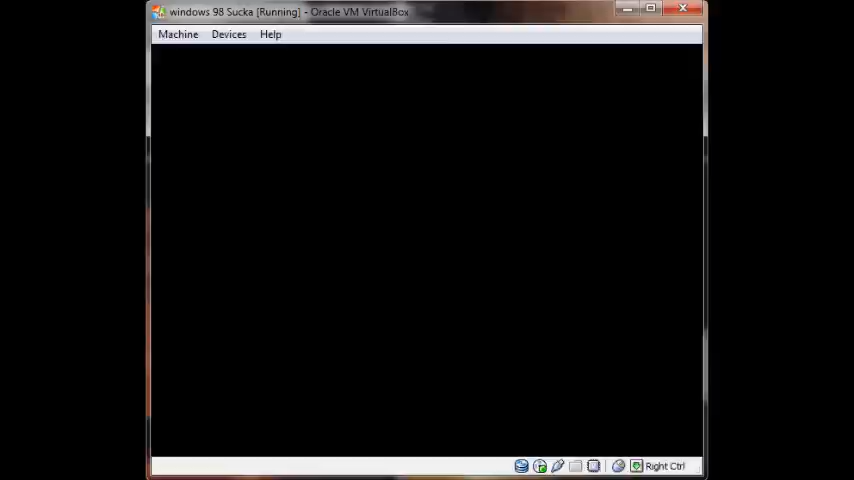 windows 98 Sucka [Running] - Oracle VM VirtualBox
Machine Devices Help
Right Ctrl